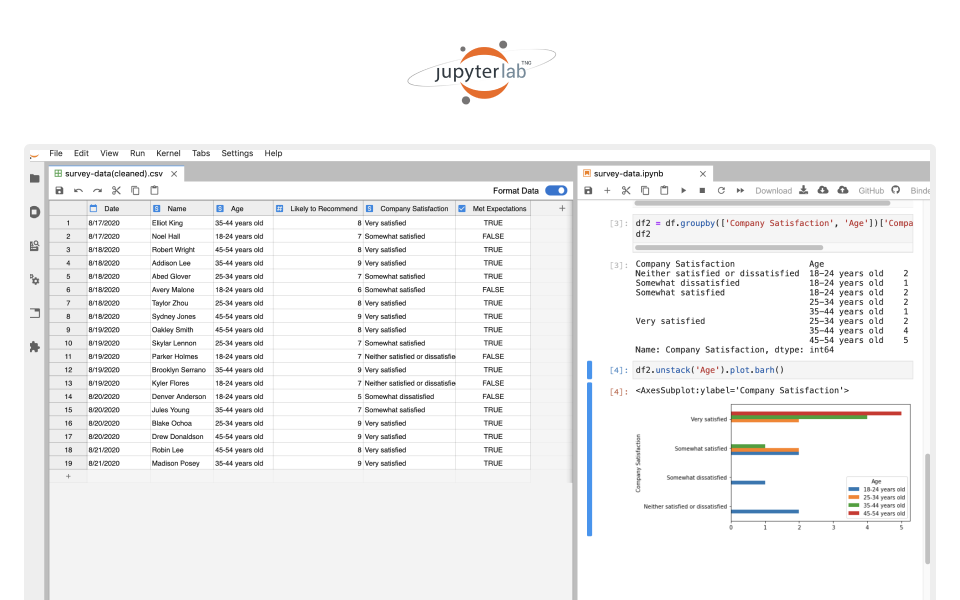 jupyterlab TNG
File Edit View Run Kernel Tabs Settings Help
survey-data(cleaned).csv
Format Data
Date Name Age Likely to Recommend Company Satisfaction Met Expectations
1 8/17/2020 Elliot King 35-44 years old 8 Very satisfied TRUE
2 8/17/2020 Noel Hall 18-24 years old 7 Somewhat satisfied FALSE
3 8/18/2020 Robert Wright 45-54 years old 8 Very satisfied TRUE
4 8/18/2020 Addison Lee 35-44 years old 9 Very satisfied TRUE
5 8/18/2020 Abed Glover 25-34 years old 7 Somewhat satisfied TRUE
6 8/18/2020 Avery Malone 18-24 years old 6 Somewhat satisfied FALSE
7 8/18/2020 Taylor Zhou 25-34 years old 8 Very satisfied TRUE
8 8/18/2020 Sydney Jones 45-54 years old 9 Very satisfied TRUE
9 8/19/2020 Oakley Smith 45-54 years old 8 Very satisfied TRUE
10 8/19/2020 Skylar Lennon 25-34 years old 7 Somewhat satisfied TRUE
11 8/19/2020 Parker Holmes 18-24 years old 7 Neither satisfied or dissatisfie FALSE
12 8/19/2020 Brooklyn Serrano 35-44 years old 9 Very satisfied TRUE
13 8/19/2020 Kyler Flores 18-24 years old 7 Neither satisfied or dissatisfie FALSE
14 8/20/2020 Denver Anderson 18-24 years old 5 Somewhat dissatisfied FALSE
15 8/20/2020 Jules Young 35-44 years old 7 Somewhat satisfied TRUE
16 8/20/2020 Blake Ochoa 25-34 years old 9 Very satisfied TRUE
17 8/20/2020 Drew Donaldson 45-54 years old 9 Very satisfied TRUE
18 8/21/2020 Robin Lee 45-54 years old 8 Very satisfied TRUE
19 8/21/2020 Madison Posey 35-44 years old 9 Very satisfied TRUE
survey-data.ipynb
Download GitHub Binde
[3]: df2 = df.groupby(['Company Satisfaction', 'Age'])['Compa
df2
[3]: Company Satisfaction Age
Neither satisfied or dissatisfied 18-24 years old 2
Somewhat dissatisfied 18-24 years old 1
Somewhat satisfied 18-24 years old 2
25-34 years old 2
35-44 years old 1
Very satisfied 25-34 years old 2
35-44 years old 4
45-54 years old 5
Name: Company Satisfaction, dtype: int64
[4]: df2.unstack('Age').plot.barh()
[4]: <AxesSubplot:ylabel='Company Satisfaction'>
Company Satisfaction
Very satisfied
Somewhat satisfied
Somewhat dissatisfied
Neither satisfied or dissatisfied
Age
18-24 years old
25-34 years old
35-44 years old
45-54 years old
0 1 2 3 4 5